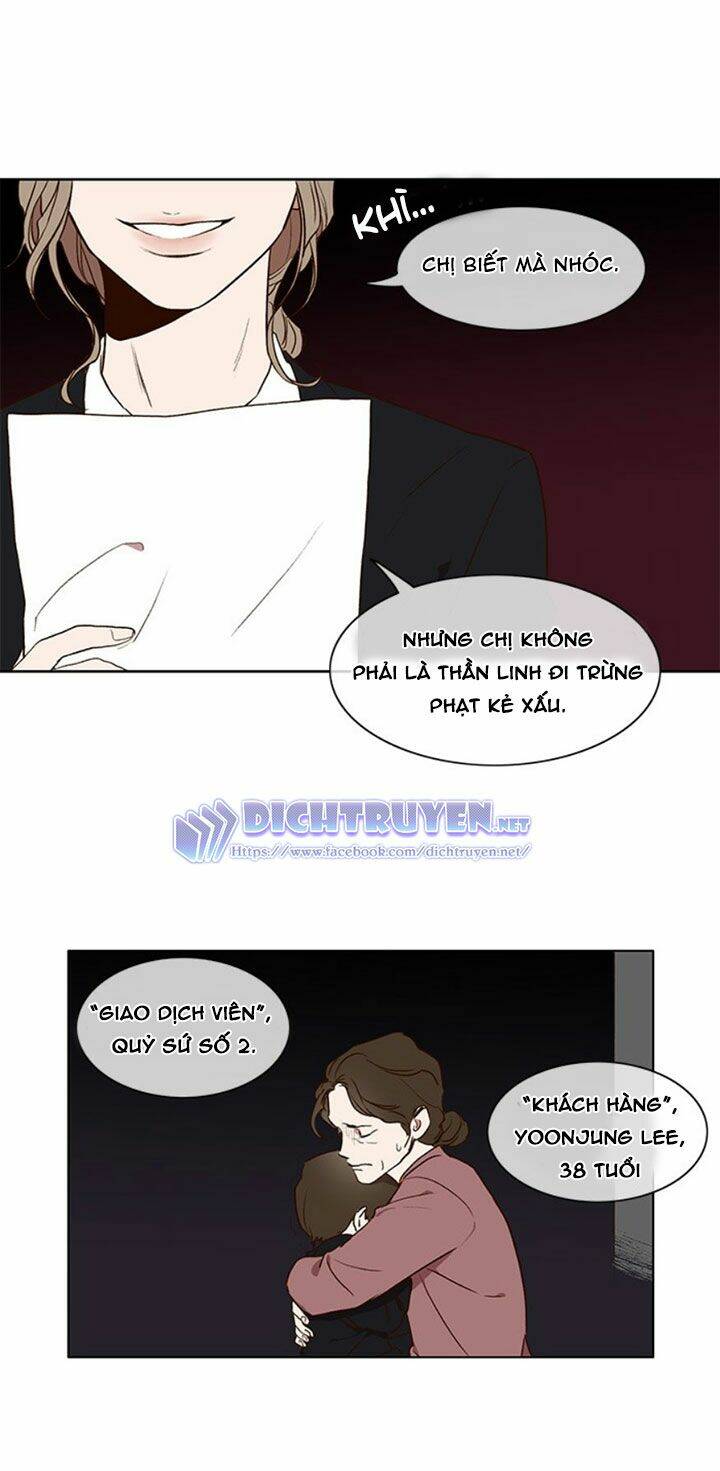 KHÌ...
CHỊ BIẾT MÀ NHÓC.
NHƯNG CHỊ KHÔNG
PHẢI LÀ THẦN LINH ĐI TRỪNG
PHẠT KẺ XẤU.
DICHTRUYEN.NET
Https://www.facebook.com/dichtruyen.net/
"GIAO DỊCH VIÊN",
QUỶ SỨ SỐ 2.
"KHÁCH HÀNG",
YOONJUNG LEE,
38 TUỔI